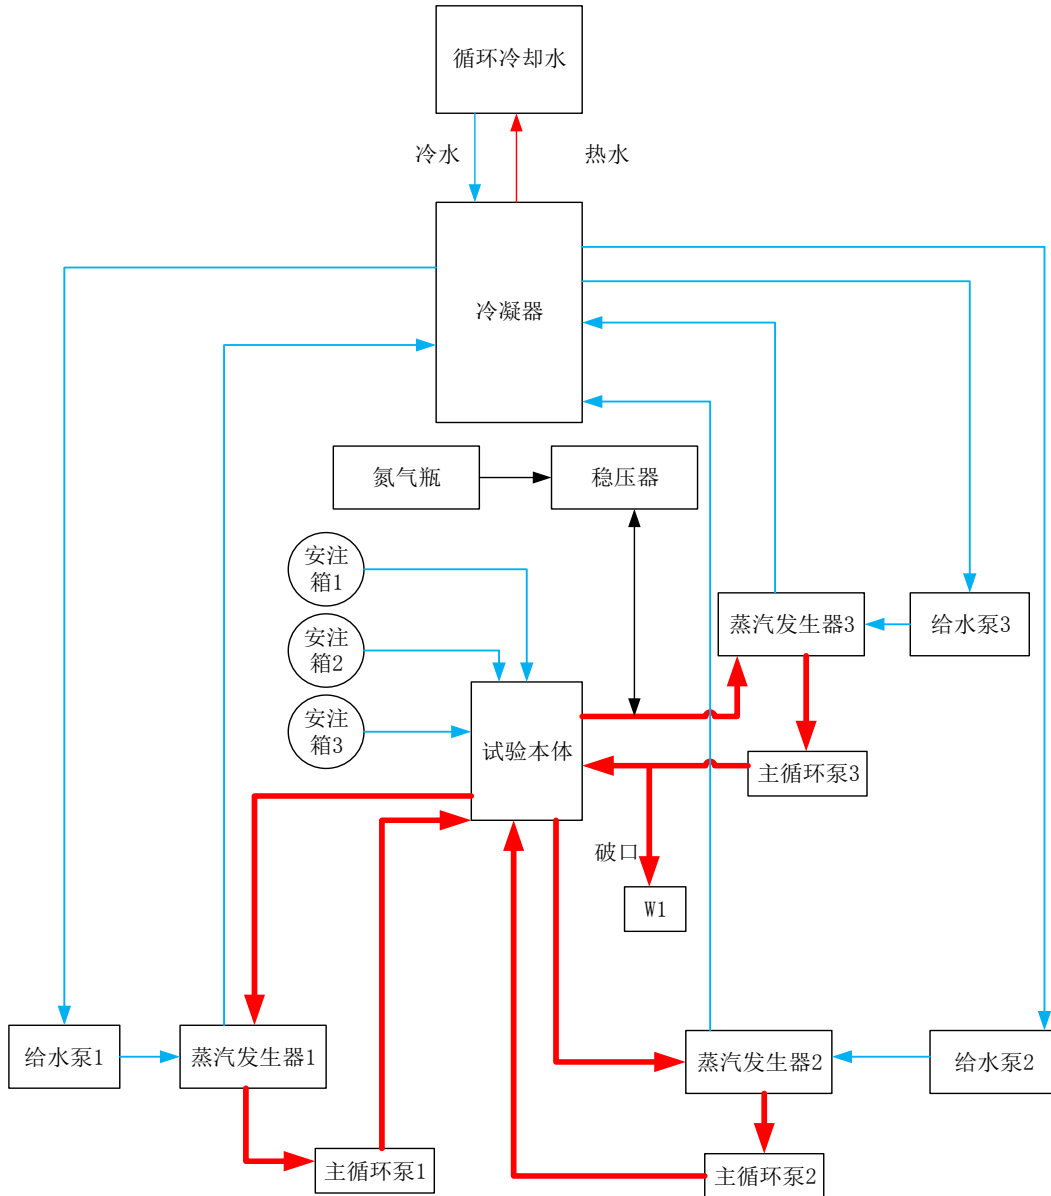 循环冷却水
冷水
热水
冷凝器
氮气瓶
稳压器
安注
箱1
安注
箱2
安注
箱3
蒸汽发生器3
给水泵3
试验本体
主循环泵3
破口
W1
给水泵1
蒸汽发生器1
蒸汽发生器2
给水泵2
主循环泵1
主循环泵2